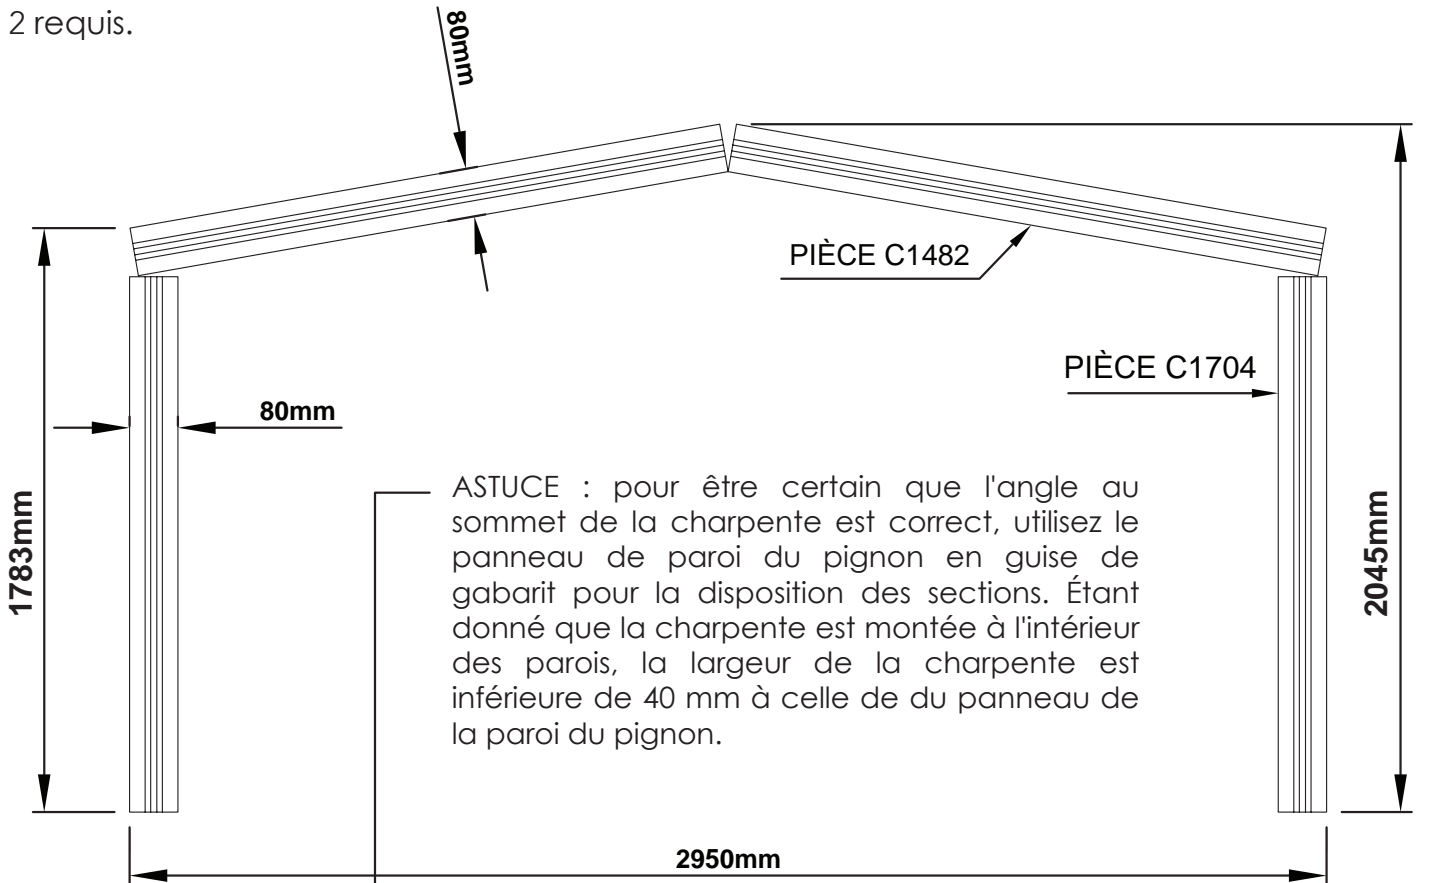 2 requis.
80mm
PIÈCE C1482
PIÈCE C1704
80mm
1783mm
2045mm
ASTUCE : pour être certain que l'angle au
sommet de la charpente est correct, utilisez le
panneau de paroi du pignon en guise de
gabarit pour la disposition des sections. Étant
donné que la charpente est montée à l'intérieur
des parois, la largeur de la charpente est
inférieure de 40 mm à celle de du panneau de
la paroi du pignon.
2950mm